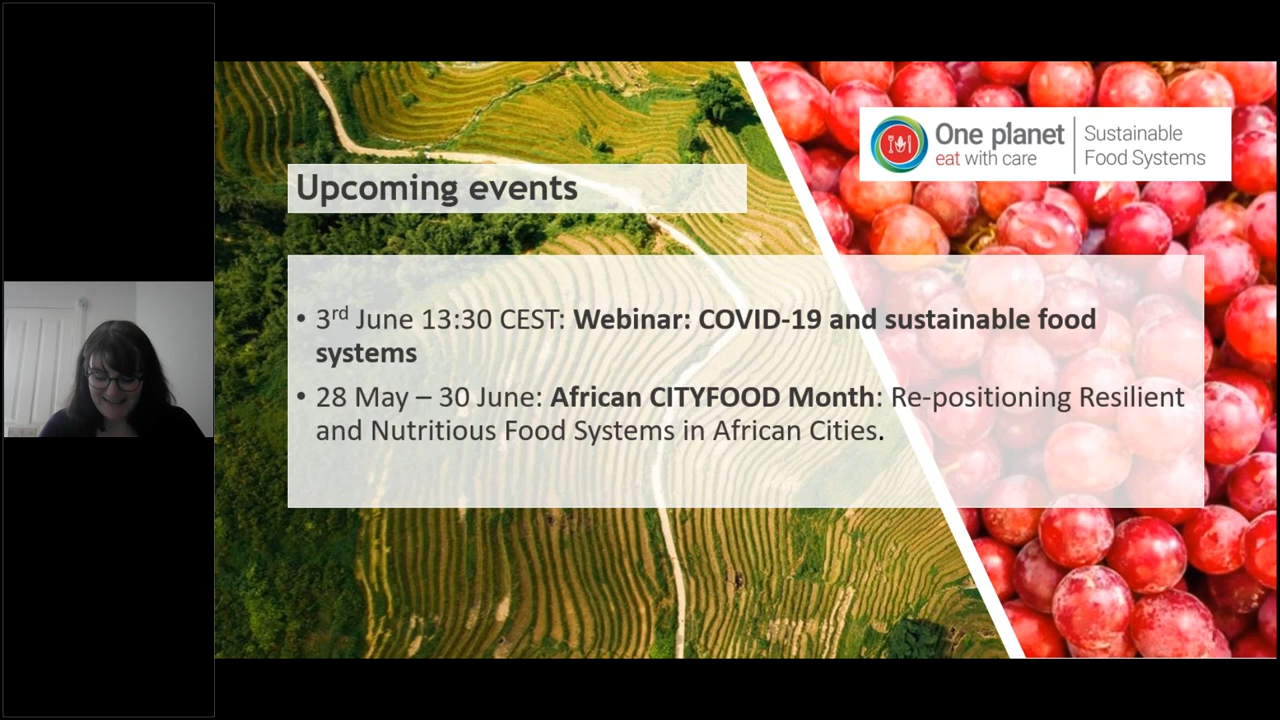 One planet
eat with care
Sustainable
Food Systems
Upcoming events
• 3rd June 13:30 CEST: Webinar: COVID-19 and sustainable food
systems
• 28 May – 30 June: African CITYFOOD Month: Re-positioning Resilient
and Nutritious Food Systems in African Cities.